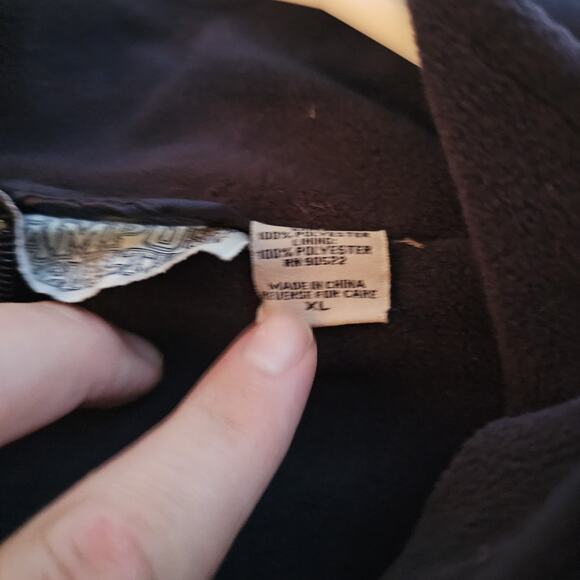 100% POLYESTER
LINING:
100% POLYESTER
RN 90522
MADE IN CHINA
REVERSE FOR CARE
XL